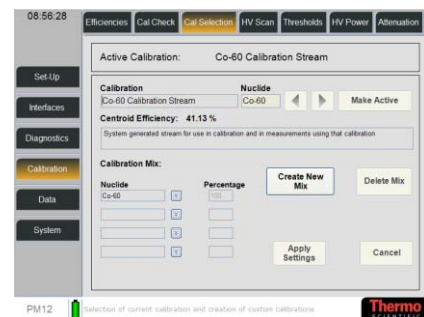 08:56:28
Efficiencies Cal Check Cal Selection HV Scan Thresholds HV Power Attenuation
Active Calibration: Co-60 Calibration Stream
Set-Up
Interfaces
Diagnostics
Calibration
Data
System
Calibration Nuclide
Co-60 Calibration Stream Co-60 Make Active
Centroid Efficiency: 41.13 %
System generated stream for use in calibration and in measurements using that calibration
Calibration Mix:
Nuclide Percentage
Co-60 100
Create New
Mix
Delete Mix
Apply
Settings
Cancel
PM12 Selection of current calibration and creation of custom calibrations
Thermo
SCIENTIFIC